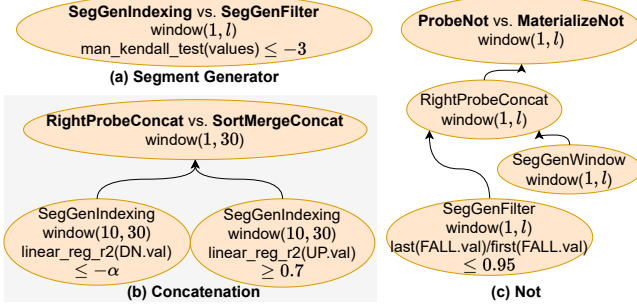 SegGenIndexing vs. SegGenFilter
window(1, l)
man_kendall_test(values) ≤ −3
(a) Segment Generator
RightProbeConcat vs. SortMergeConcat
window(1, 30)
SegGenIndexing
window(10, 30)
linear_reg_r2(DN.val)
≤ −α
SegGenIndexing
window(10, 30)
linear_reg_r2(UP.val)
≥ 0.7
(b) Concatenation
ProbeNot vs. MaterializeNot
window(1, l)
RightProbeConcat
window(1, l)
SegGenWindow
window(1, l)
SegGenFilter
window(1, l)
last(FALL.val)/first(FALL.val)
≤ 0.95
(c) Not